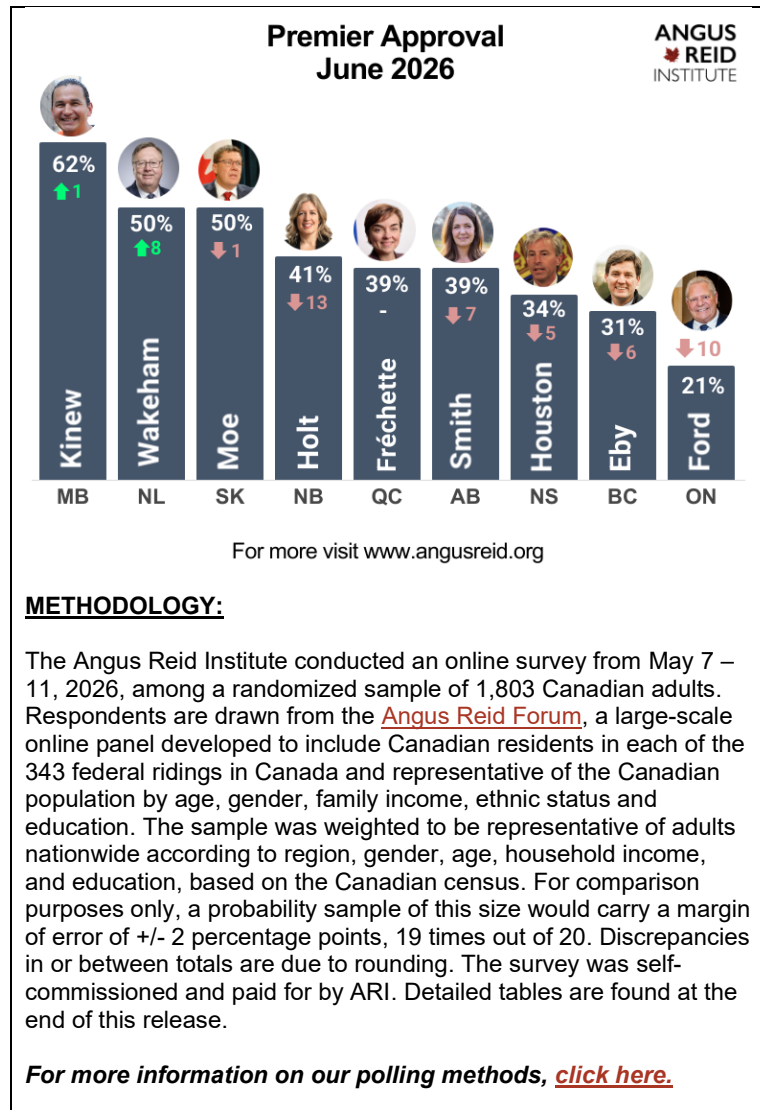 Premier Approval
June 2026
ANGUS
REID
INSTITUTE
62%
↑1
Kinew
MB
50%
↑8
Wakeham
NL
50%
↓1
Moe
SK
41%
↓13
Holt
NB
39%
-
Fréchette
QC
39%
↓7
Smith
AB
34%
↓5
Houston
NS
31%
↓6
Eby
BC
↓10
21%
Ford
ON
For more visit www.angusreid.org
METHODOLOGY:
The Angus Reid Institute conducted an online survey from May 7 –
11, 2026, among a randomized sample of 1,803 Canadian adults.
Respondents are drawn from the Angus Reid Forum, a large-scale
online panel developed to include Canadian residents in each of the
343 federal ridings in Canada and representative of the Canadian
population by age, gender, family income, ethnic status and
education. The sample was weighted to be representative of adults
nationwide according to region, gender, age, household income,
and education, based on the Canadian census. For comparison
purposes only, a probability sample of this size would carry a margin
of error of +/- 2 percentage points, 19 times out of 20. Discrepancies
in or between totals are due to rounding. The survey was self-
commissioned and paid for by ARI. Detailed tables are found at the
end of this release.
For more information on our polling methods, click here.